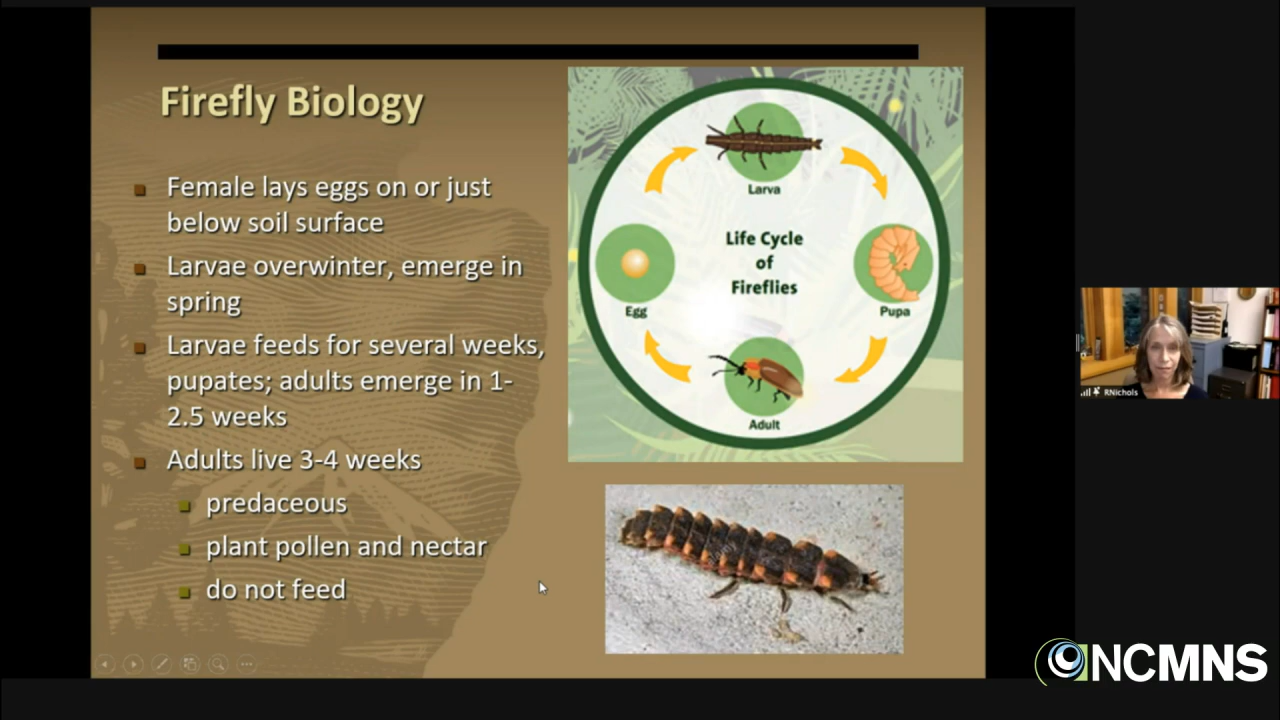 Firefly Biology
Female lays eggs on or just
below soil surface
Larvae overwinter, emerge in
spring
Larvae feeds for several weeks,
pupates; adults emerge in 1-
2.5 weeks
Adults live 3-4 weeks
predaceous
plant pollen and nectar
do not feed
Larva
Life Cycle
of
Fireflies
Egg
Pupa
Adult
RNichols
NCMNS